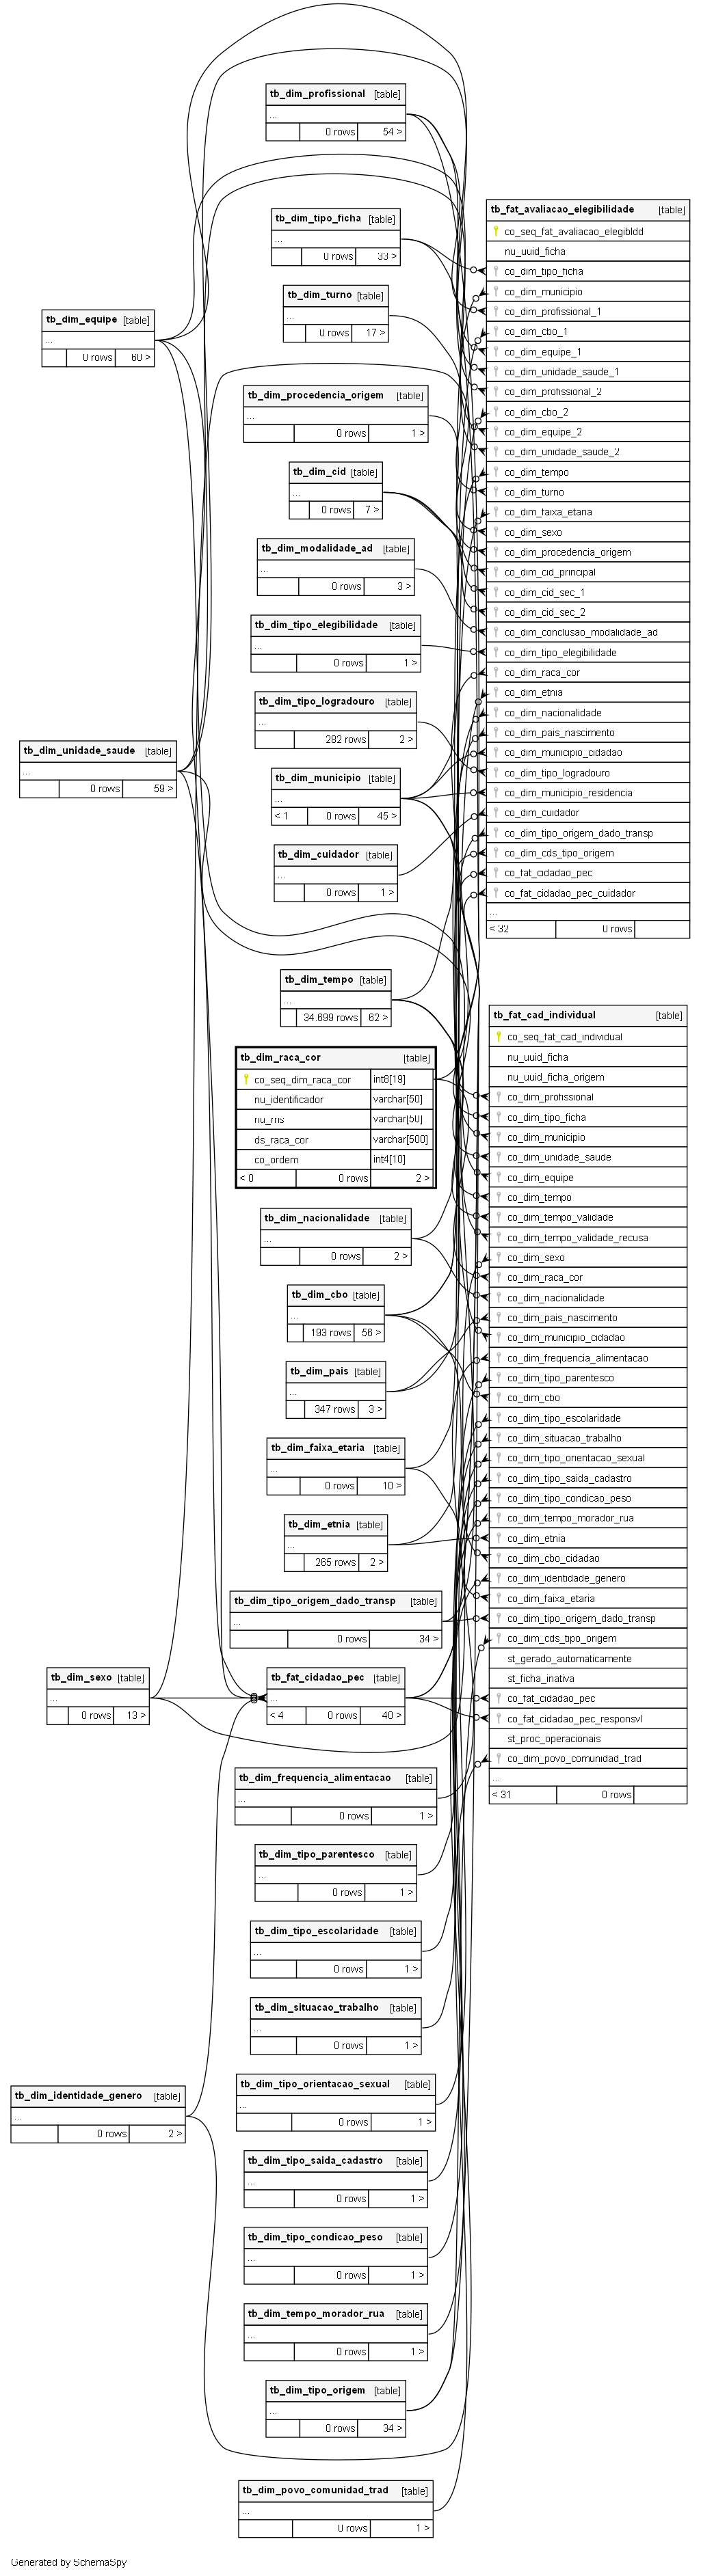 tb_dim_profissional [table]
...
0 rows 54 >
tb_dim_tipo_ficha [table]
...
0 rows 33 >
tb_dim_turno [table]
...
0 rows 17 >
tb_dim_equipe [table]
...
0 rows 60 >
tb_dim_procedencia_origem [table]
...
0 rows 1 >
tb_dim_cid [table]
...
0 rows 7 >
tb_dim_modalidade_ad [table]
...
0 rows 3 >
tb_dim_tipo_elegibilidade [table]
...
0 rows 1 >
tb_dim_tipo_logradouro [table]
...
282 rows 2 >
tb_dim_unidade_saude [table]
...
0 rows 59 >
tb_dim_municipio [table]
...
< 1 0 rows 45 >
tb_dim_cuidador [table]
...
0 rows 1 >
tb_fat_avaliacao_elegibilidade [table]
co_seq_fat_avaliacao_elegibldd
nu_uuid_ficha
co_dim_tipo_ficha
co_dim_municipio
co_dim_profissional_1
co_dim_cbo_1
co_dim_equipe_1
co_dim_unidade_saude_1
co_dim_profissional_2
co_dim_cbo_2
co_dim_equipe_2
co_dim_unidade_saude_2
co_dim_tempo
co_dim_turno
co_dim_faixa_etaria
co_dim_sexo
co_dim_procedencia_origem
co_dim_cid_principal
co_dim_cid_sec_1
co_dim_cid_sec_2
co_dim_conclusao_modalidade_ad
co_dim_tipo_elegibilidade
co_dim_raca_cor
co_dim_etnia
co_dim_nacionalidade
co_dim_pais_nascimento
co_dim_municipio_cidadao
co_dim_tipo_logradouro
co_dim_municipio_residencia
co_dim_cuidador
co_dim_tipo_origem_dado_transp
co_dim_cds_tipo_origem
co_fat_cidadao_pec
co_fat_cidadao_pec_cuidador
...
< 32 0 rows
tb_dim_tempo [table]
...
34.699 rows 62 >
tb_dim_raca_cor [table]
co_seq_dim_raca_cor int8[19]
nu_identificador varchar[50]
nu_ms varchar[50]
ds_raca_cor varchar[500]
co_ordem int4[10]
< 0 0 rows 2 >
tb_dim_nacionalidade [table]
...
0 rows 2 >
tb_dim_cbo [table]
...
193 rows 56 >
tb_dim_pais [table]
...
347 rows 3 >
tb_dim_faixa_etaria [table]
...
0 rows 10 >
tb_dim_etnia [table]
...
265 rows 2 >
tb_dim_tipo_origem_dado_transp [table]
...
0 rows 34 >
tb_dim_sexo [table]
...
0 rows 13 >
tb_fat_cidadao_pec [table]
...
< 4 0 rows 40 >
tb_fat_cad_individual [table]
co_seq_fat_cad_individual
nu_uuid_ficha
nu_uuid_ficha_origem
co_dim_profissional
co_dim_tipo_ficha
co_dim_municipio
co_dim_unidade_saude
co_dim_equipe
co_dim_tempo
co_dim_tempo_validade
co_dim_tempo_validade_recusa
co_dim_sexo
co_dim_raca_cor
co_dim_nacionalidade
co_dim_pais_nascimento
co_dim_municipio_cidadao
co_dim_frequencia_alimentacao
co_dim_tipo_parentesco
co_dim_cbo
co_dim_tipo_escolaridade
co_dim_situacao_trabalho
co_dim_tipo_orientacao_sexual
co_dim_tipo_saida_cadastro
co_dim_tipo_condicao_peso
co_dim_tempo_morador_rua
co_dim_etnia
co_dim_cbo_cidadao
co_dim_identidade_genero
co_dim_faixa_etaria
co_dim_tipo_origem_dado_transp
co_dim_cds_tipo_origem
st_gerado_automaticamente
st_ficha_inativa
co_fat_cidadao_pec
co_fat_cidadao_pec_responsvl
st_proc_operacionais
co_dim_povo_comunidad_trad
...
< 31 0 rows
tb_dim_frequencia_alimentacao [table]
...
0 rows 1 >
tb_dim_tipo_parentesco [table]
...
0 rows 1 >
tb_dim_tipo_escolaridade [table]
...
0 rows 1 >
tb_dim_situacao_trabalho [table]
...
0 rows 1 >
tb_dim_identidade_genero [table]
...
0 rows 2 >
tb_dim_tipo_orientacao_sexual [table]
...
0 rows 1 >
tb_dim_tipo_saida_cadastro [table]
...
0 rows 1 >
tb_dim_tipo_condicao_peso [table]
...
0 rows 1 >
tb_dim_tempo_morador_rua [table]
...
0 rows 1 >
tb_dim_tipo_origem [table]
...
0 rows 34 >
tb_dim_povo_comunidad_trad [table]
...
0 rows 1 >
Generated by SchemaSpy